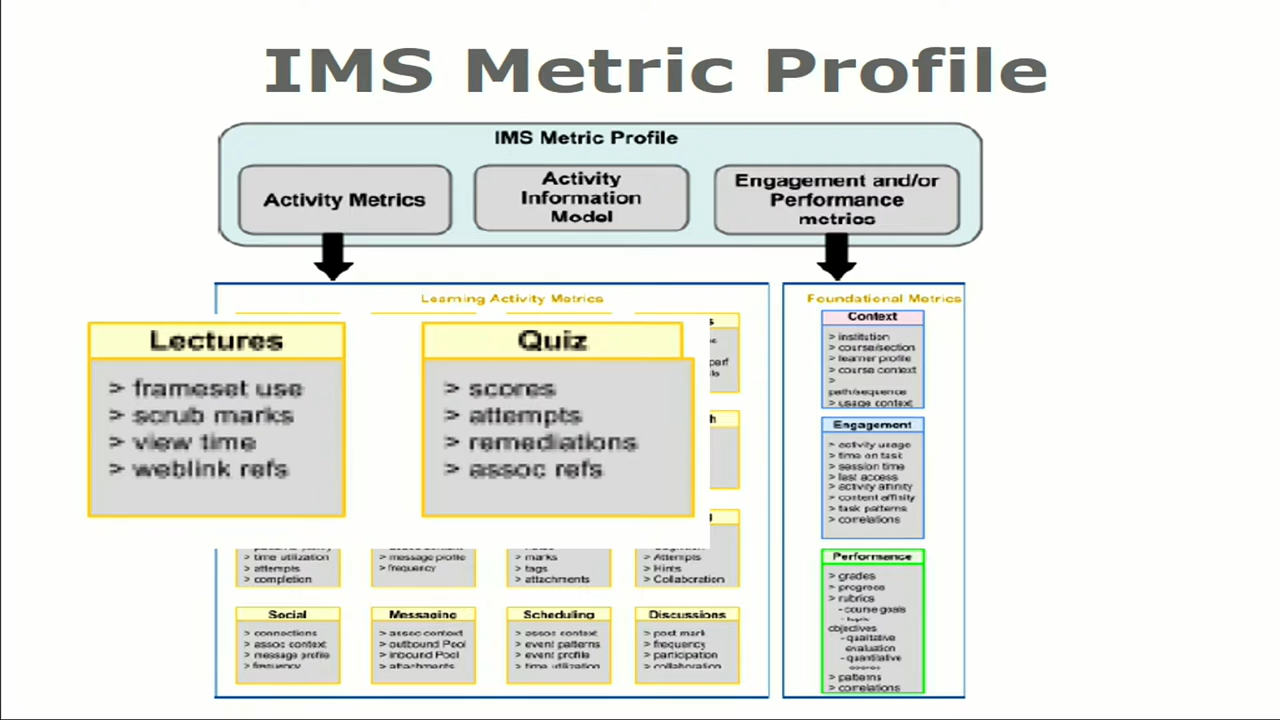 IMS Metric Profile
IMS Metric Profile
Activity Metrics
Activity
Information
Model
Engagement and/or
Performance
metrics
Learning Activity Metrics
Lectures
> frameset use
> scrub marks
> view time
> weblink refs
Quiz
> scores
> attempts
> remediations
> assoc refs
> time utilization
> attempts
> completion
> message profile
> frequency
> marks
> tags
> attachments
> Attempts
> Hints
> Collaboration
Social
> connections
> assoc context
> message profile
> frequency
Messaging
> assoc context
> outbound Pool
> inbound Pool
> attachments
Scheduling
> assoc context
> event patterns
> event profile
> time utilization
Discussions
> post mark
> frequency
> participation
> collaboration
Foundational Metrics
Context
> institution
> course/section
> learner profile
> course context
>
path/sequence
> usage context
Engagement
> activity usage
> time on task
> session time
> last access
> activity affinity
> content affinity
> task patterns
> correlations
Performance
> grades
> progress
> rubrics
- course goals
- topic
objectives
- qualitative
evaluation
- quantitative
> patterns
> correlations